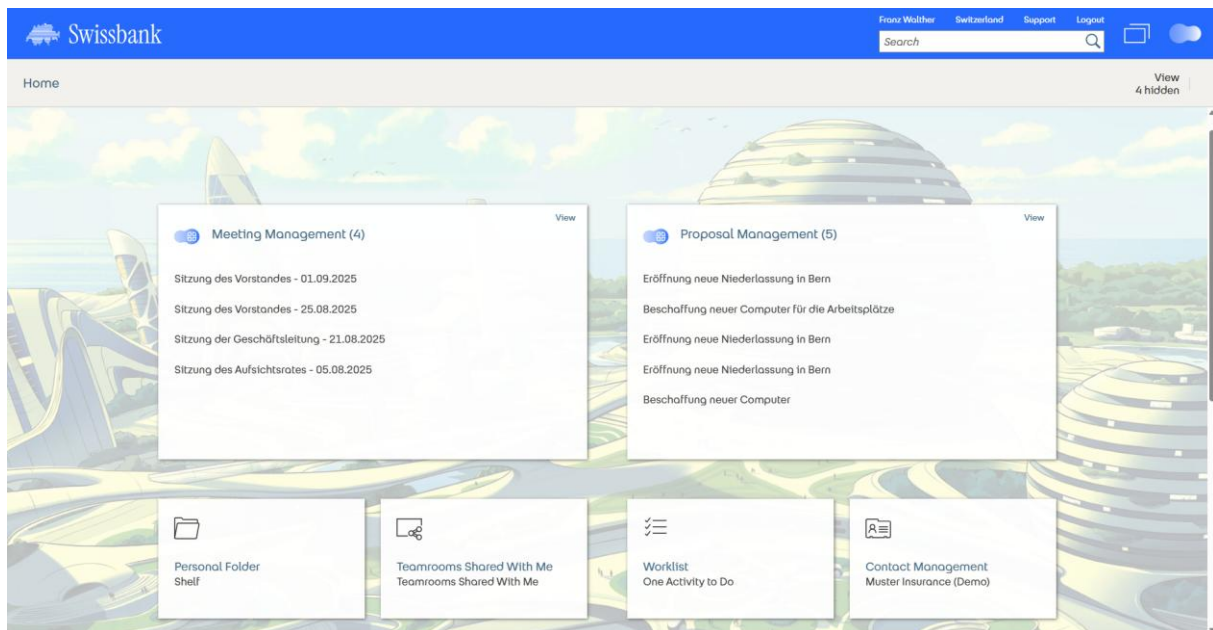 Swissbank
Franz Walther Switzerland Support Logout
Search
Home
View
4 hidden
Meeting Management (4)
View
Sitzung des Vorstandes - 01.09.2025
Sitzung des Vorstandes - 25.08.2025
Sitzung der Geschäftsleitung - 21.08.2025
Sitzung des Aufsichtsrates - 05.08.2025
Proposal Management (5)
View
Eröffnung neue Niederlassung in Bern
Beschaffung neuer Computer für die Arbeitsplätze
Eröffnung neue Niederlassung in Bern
Eröffnung neue Niederlassung in Bern
Beschaffung neuer Computer
Personal Folder
Shelf
Teamrooms Shared With Me
Teamrooms Shared With Me
Worklist
One Activity to Do
Contact Management
Muster Insurance (Demo)